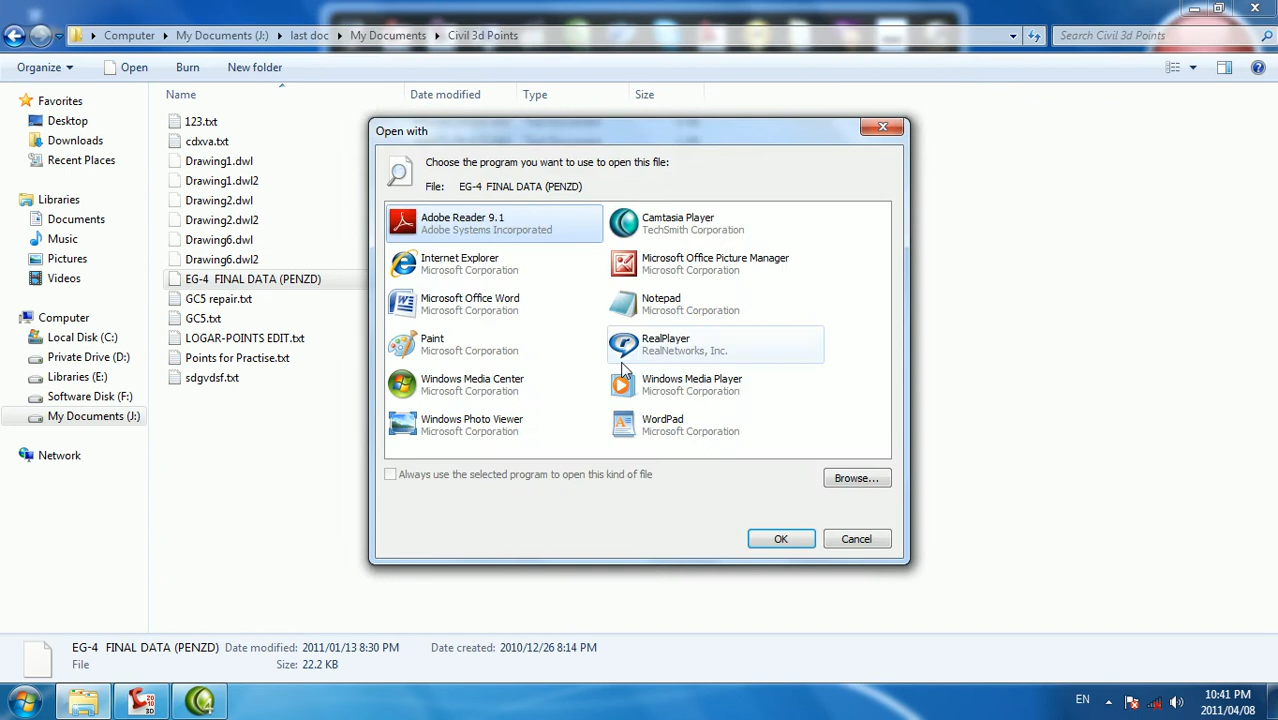 Computer ▸ My Documents (J:) ▸ last doc ▸ My Documents ▸ Civil 3d Points
Search Civil 3d Points
Organize Open Burn New folder
Favorites
Desktop
Downloads
Recent Places
Libraries
Documents
Music
Pictures
Videos
Computer
Local Disk (C:)
Private Drive (D:)
Libraries (E:)
Software Disk (F:)
My Documents (J:)
Network
Name Date modified Type Size
123.txt
cdxva.txt
Drawing1.dwl
Drawing1.dwl2
Drawing2.dwl
Drawing2.dwl2
Drawing6.dwl
Drawing6.dwl2
EG-4 FINAL DATA (PENZD)
GC5 repair.txt
GC5.txt
LOGAR-POINTS EDIT.txt
Points for Practise.txt
sdgvdsf.txt
Open with
Choose the program you want to use to open this file:
File: EG-4 FINAL DATA (PENZD)
Adobe Reader 9.1
Adobe Systems Incorporated
Camtasia Player
TechSmith Corporation
Internet Explorer
Microsoft Corporation
Microsoft Office Picture Manager
Microsoft Corporation
Microsoft Office Word
Microsoft Corporation
Notepad
Microsoft Corporation
Paint
Microsoft Corporation
RealPlayer
RealNetworks, Inc.
Windows Media Center
Microsoft Corporation
Windows Media Player
Microsoft Corporation
Windows Photo Viewer
Microsoft Corporation
WordPad
Microsoft Corporation
Always use the selected program to open this kind of file
Browse...
OK Cancel
EG-4 FINAL DATA (PENZD) Date modified: 2011/01/13 8:30 PM Date created: 2010/12/26 8:14 PM
File Size: 22.2 KB
EN
10:41 PM
2011/04/08